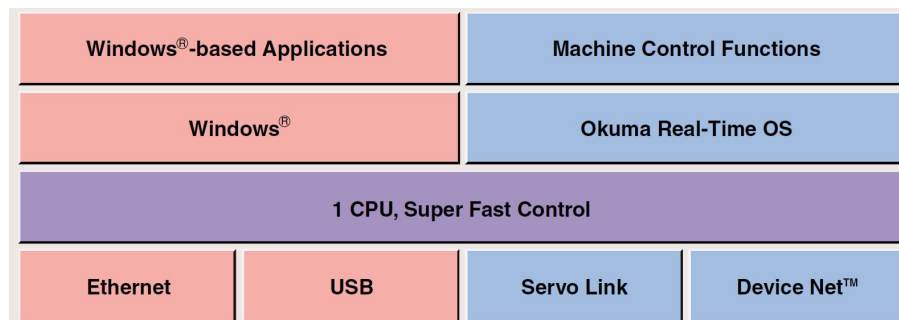 Windows®-based Applications
Machine Control Functions
Windows®
Okuma Real-Time OS
1 CPU, Super Fast Control
Ethernet
USB
Servo Link
Device Net™